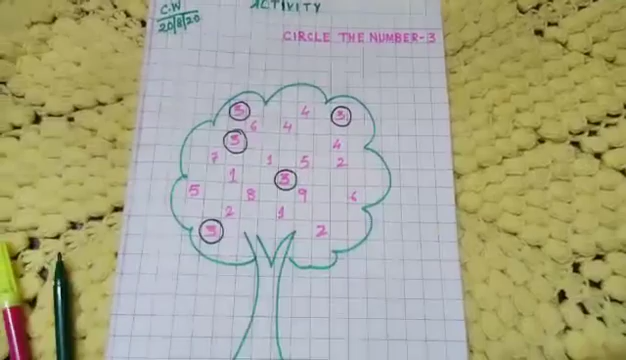 C.W
20/8/20
ACTIVITY
CIRCLE THE NUMBER-3
3 4 3
6 4
3 4
7 1 5 2
1 3
5 8 9 6
2 1
3 2